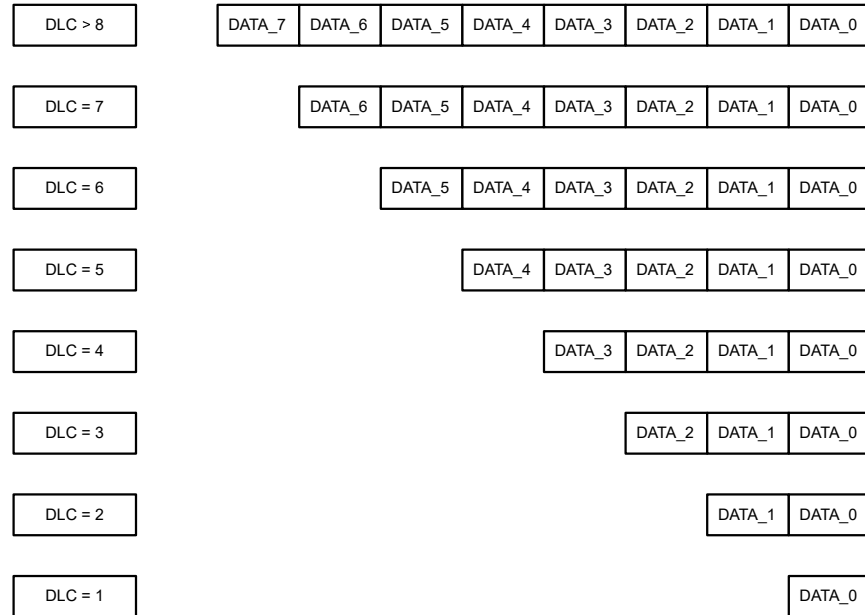 DLC > 8 DATA_7 DATA_6 DATA_5 DATA_4 DATA_3 DATA_2 DATA_1 DATA_0
DLC = 7 DATA_6 DATA_5 DATA_4 DATA_3 DATA_2 DATA_1 DATA_0
DLC = 6 DATA_5 DATA_4 DATA_3 DATA_2 DATA_1 DATA_0
DLC = 5 DATA_4 DATA_3 DATA_2 DATA_1 DATA_0
DLC = 4 DATA_3 DATA_2 DATA_1 DATA_0
DLC = 3 DATA_2 DATA_1 DATA_0
DLC = 2 DATA_1 DATA_0
DLC = 1 DATA_0